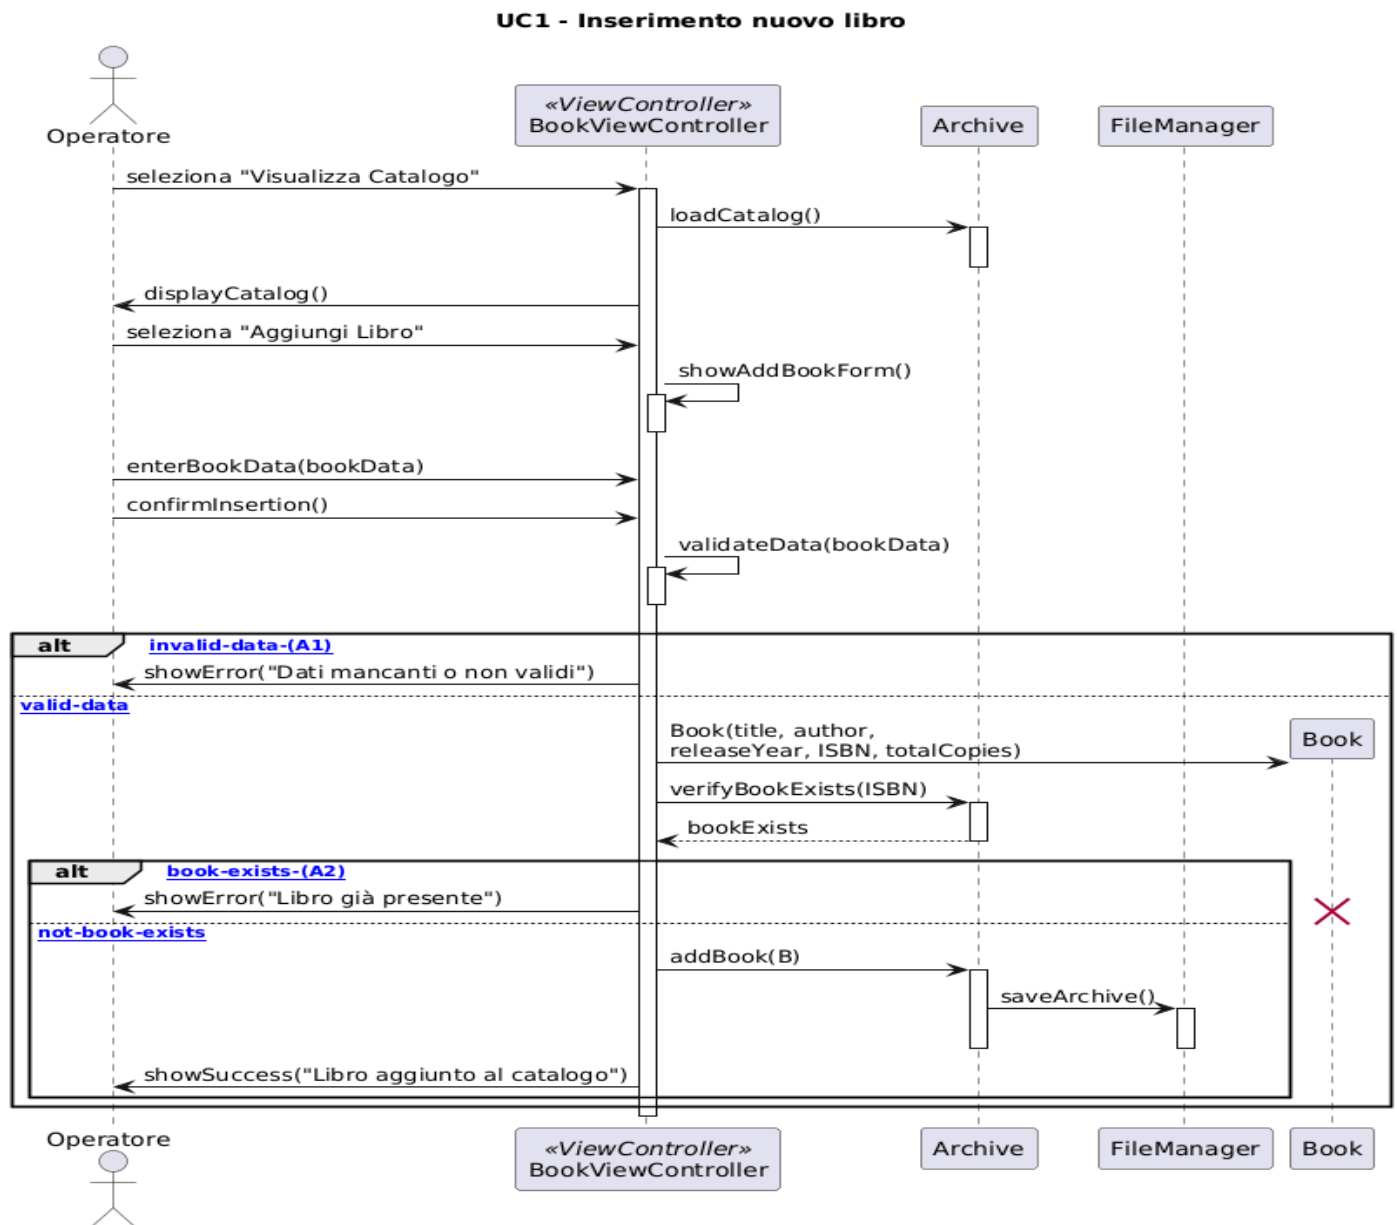 UC1 - Inserimento nuovo libro
Operatore
«ViewController»
BookViewController
Archive
FileManager
seleziona "Visualizza Catalogo"
loadCatalog()
displayCatalog()
seleziona "Aggiungi Libro"
showAddBookForm()
enterBookData(bookData)
confirmInsertion()
validateData(bookData)
alt
invalid-data-(A1)
showError("Dati mancanti o non validi")
valid-data
Book(title, author,
releaseYear, ISBN, totalCopies)
Book
verifyBookExists(ISBN)
bookExists
alt
book-exists-(A2)
showError("Libro già presente")
not-book-exists
addBook(B)
saveArchive()
showSuccess("Libro aggiunto al catalogo")
Operatore
«ViewController»
BookViewController
Archive
FileManager
Book